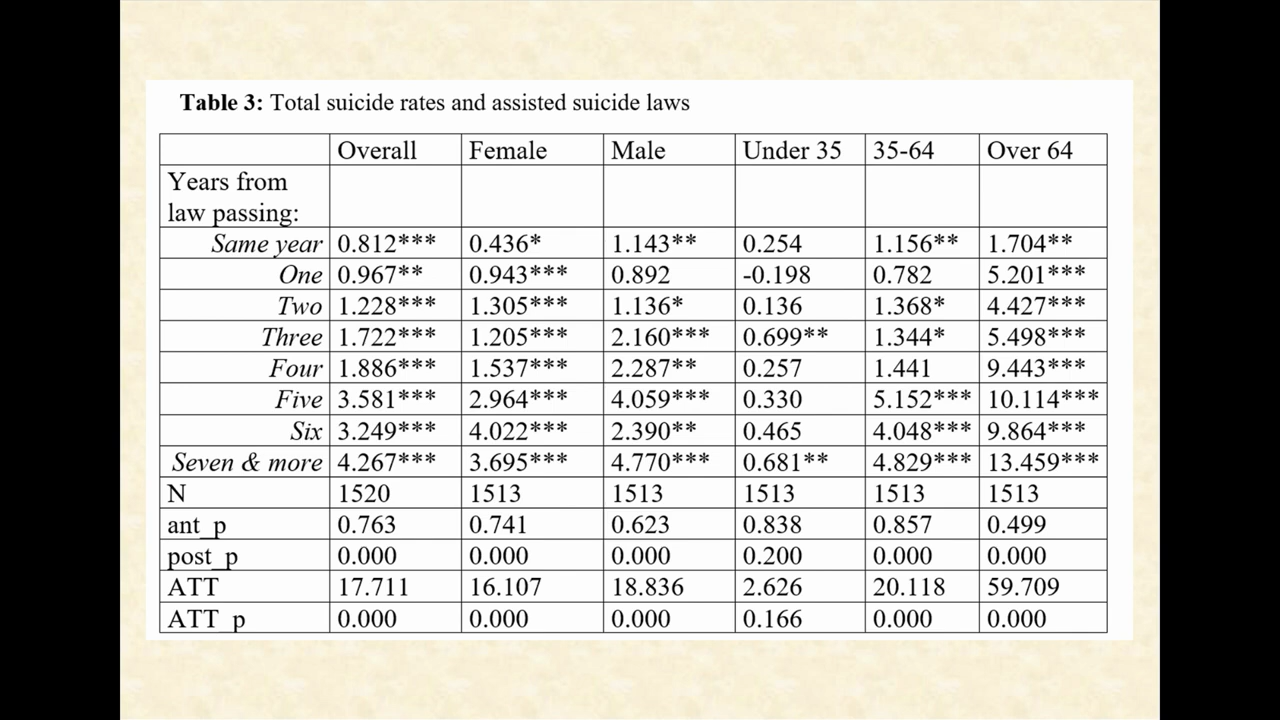 Table 3: Total suicide rates and assisted suicide laws
Overall Female Male Under 35 35-64 Over 64
Years from
law passing:
Same year 0.812*** 0.436* 1.143** 0.254 1.156** 1.704**
One 0.967** 0.943*** 0.892 -0.198 0.782 5.201***
Two 1.228*** 1.305*** 1.136* 0.136 1.368* 4.427***
Three 1.722*** 1.205*** 2.160*** 0.699** 1.344* 5.498***
Four 1.886*** 1.537*** 2.287** 0.257 1.441 9.443***
Five 3.581*** 2.964*** 4.059*** 0.330 5.152*** 10.114***
Six 3.249*** 4.022*** 2.390** 0.465 4.048*** 9.864***
Seven & more 4.267*** 3.695*** 4.770*** 0.681** 4.829*** 13.459***
N 1520 1513 1513 1513 1513 1513
ant_p 0.763 0.741 0.623 0.838 0.857 0.499
post_p 0.000 0.000 0.000 0.200 0.000 0.000
ATT 17.711 16.107 18.836 2.626 20.118 59.709
ATT_p 0.000 0.000 0.000 0.166 0.000 0.000